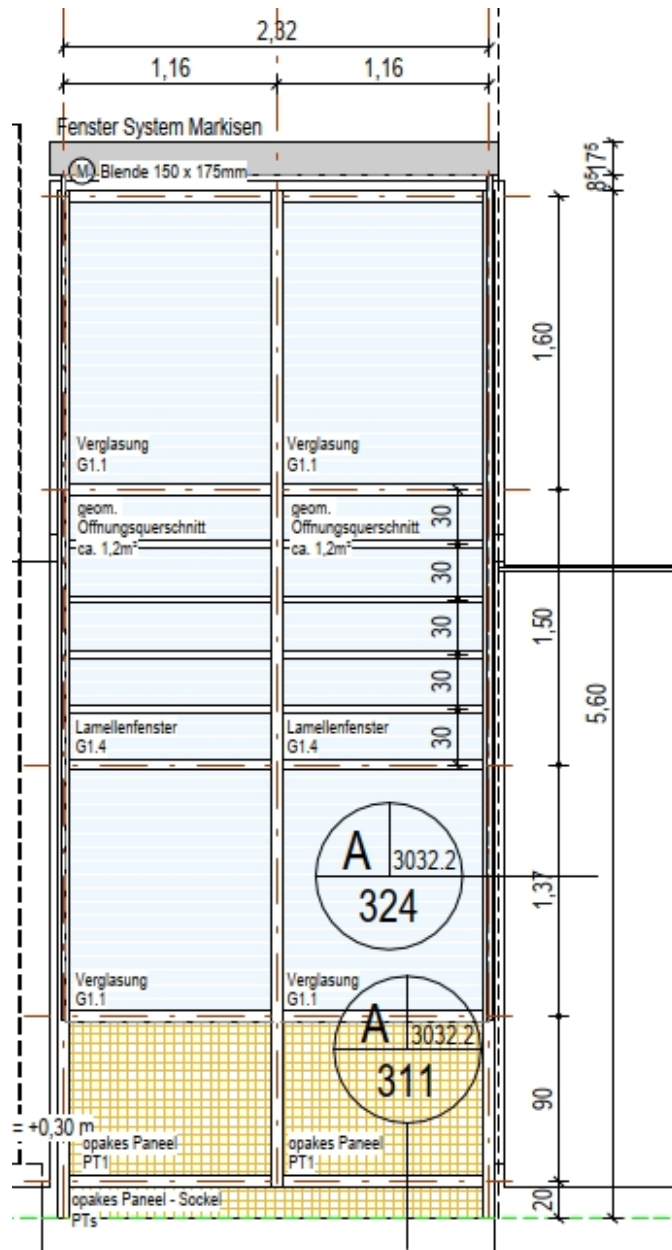 2,32
1,16
1,16
Fenster System Markisen
M
Blende 150 x 175mm
175
85
1,60
Verglasung
G1.1
Verglasung
G1.1
geom.
Öffnungsquerschnitt
ca. 1,2m²
geom.
Öffnungsquerschnitt
ca. 1,2m²
30
30
30
30
30
1,50
5,60
Lamellenfenster
G1.4
Lamellenfenster
G1.4
A
3032.2
324
1,37
Verglasung
G1.1
Verglasung
G1.1
A
3032.2
311
= +0,30 m
opakes Paneel
PT1
opakes Paneel
PT1
90
opakes Paneel - Sockel
PTs
20